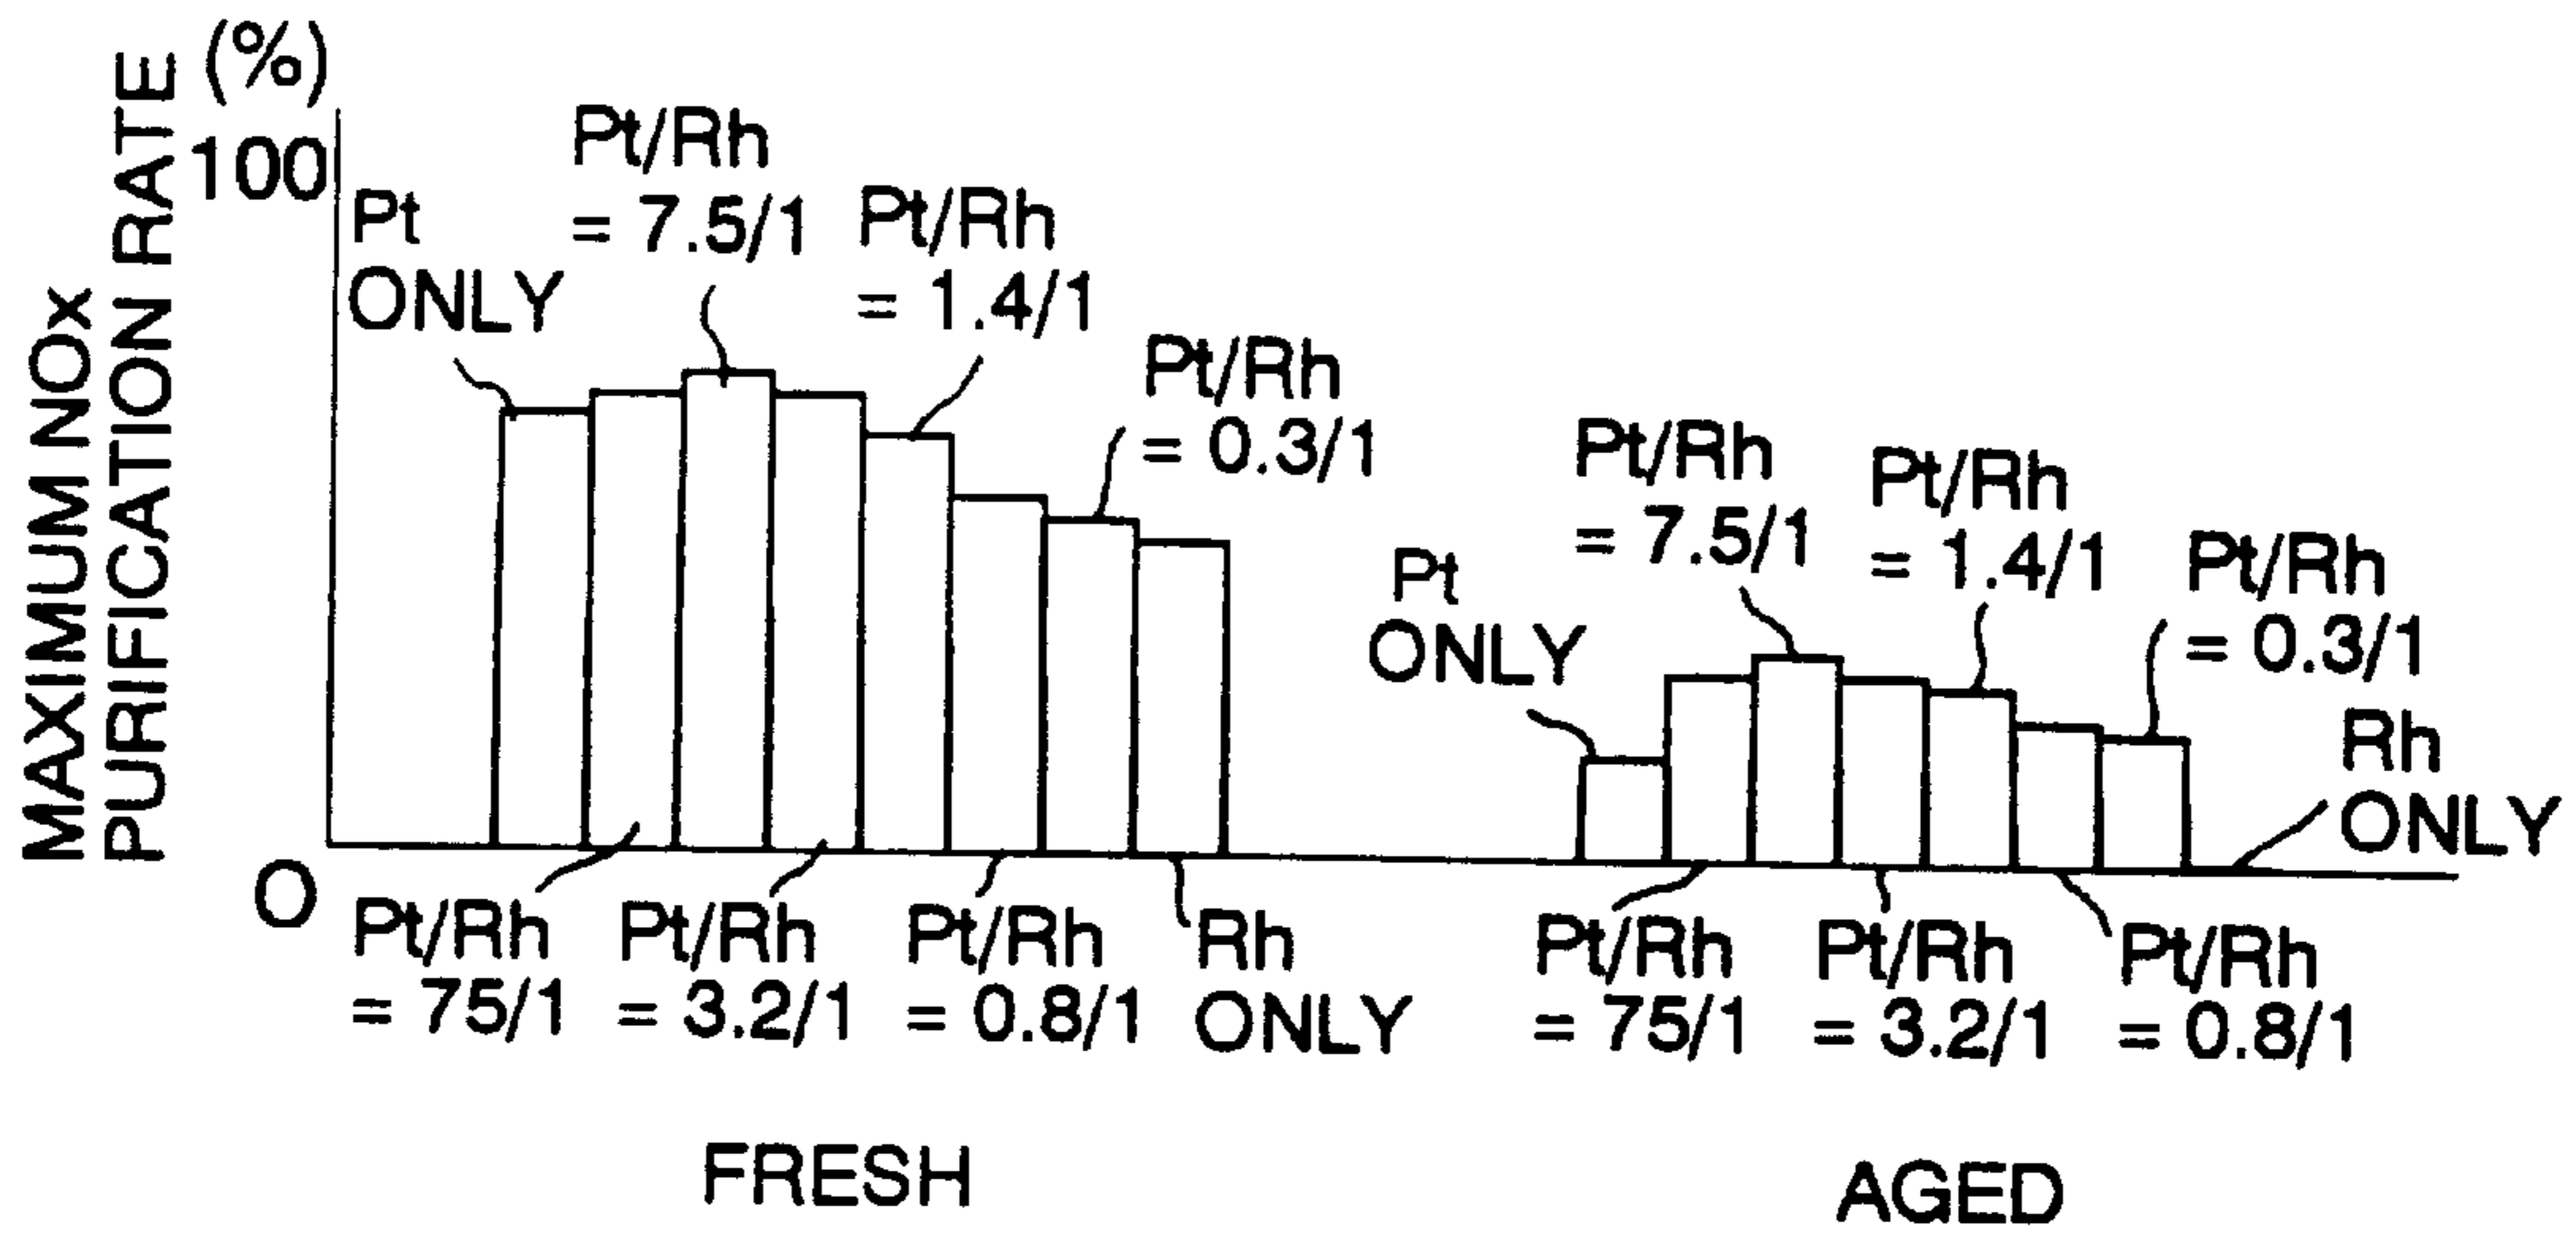 MAXIMUM NOx
PURIFICATION RATE
(%)
100
0
Pt
ONLY
Pt/Rh
= 7.5/1
Pt/Rh
= 1.4/1
Pt/Rh
= 0.3/1
Pt/Rh
= 75/1
Pt/Rh
= 3.2/1
Pt/Rh
= 0.8/1
Rh
ONLY
FRESH
Pt
ONLY
Pt/Rh
= 7.5/1
Pt/Rh
= 1.4/1
Pt/Rh
= 0.3/1
Rh
ONLY
Pt/Rh
= 75/1
Pt/Rh
= 3.2/1
Pt/Rh
= 0.8/1
AGED